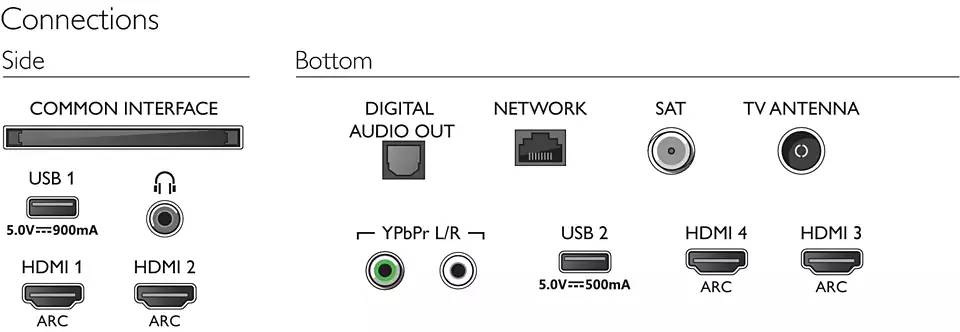 Connections
Side
COMMON INTERFACE
USB 1
5.0V⎓900mA
HDMI 1
HDMI 2
ARC
ARC
Bottom
DIGITAL
AUDIO OUT
NETWORK
SAT
TV ANTENNA
YPbPr L/R
USB 2
5.0V⎓500mA
HDMI 4
ARC
HDMI 3
ARC